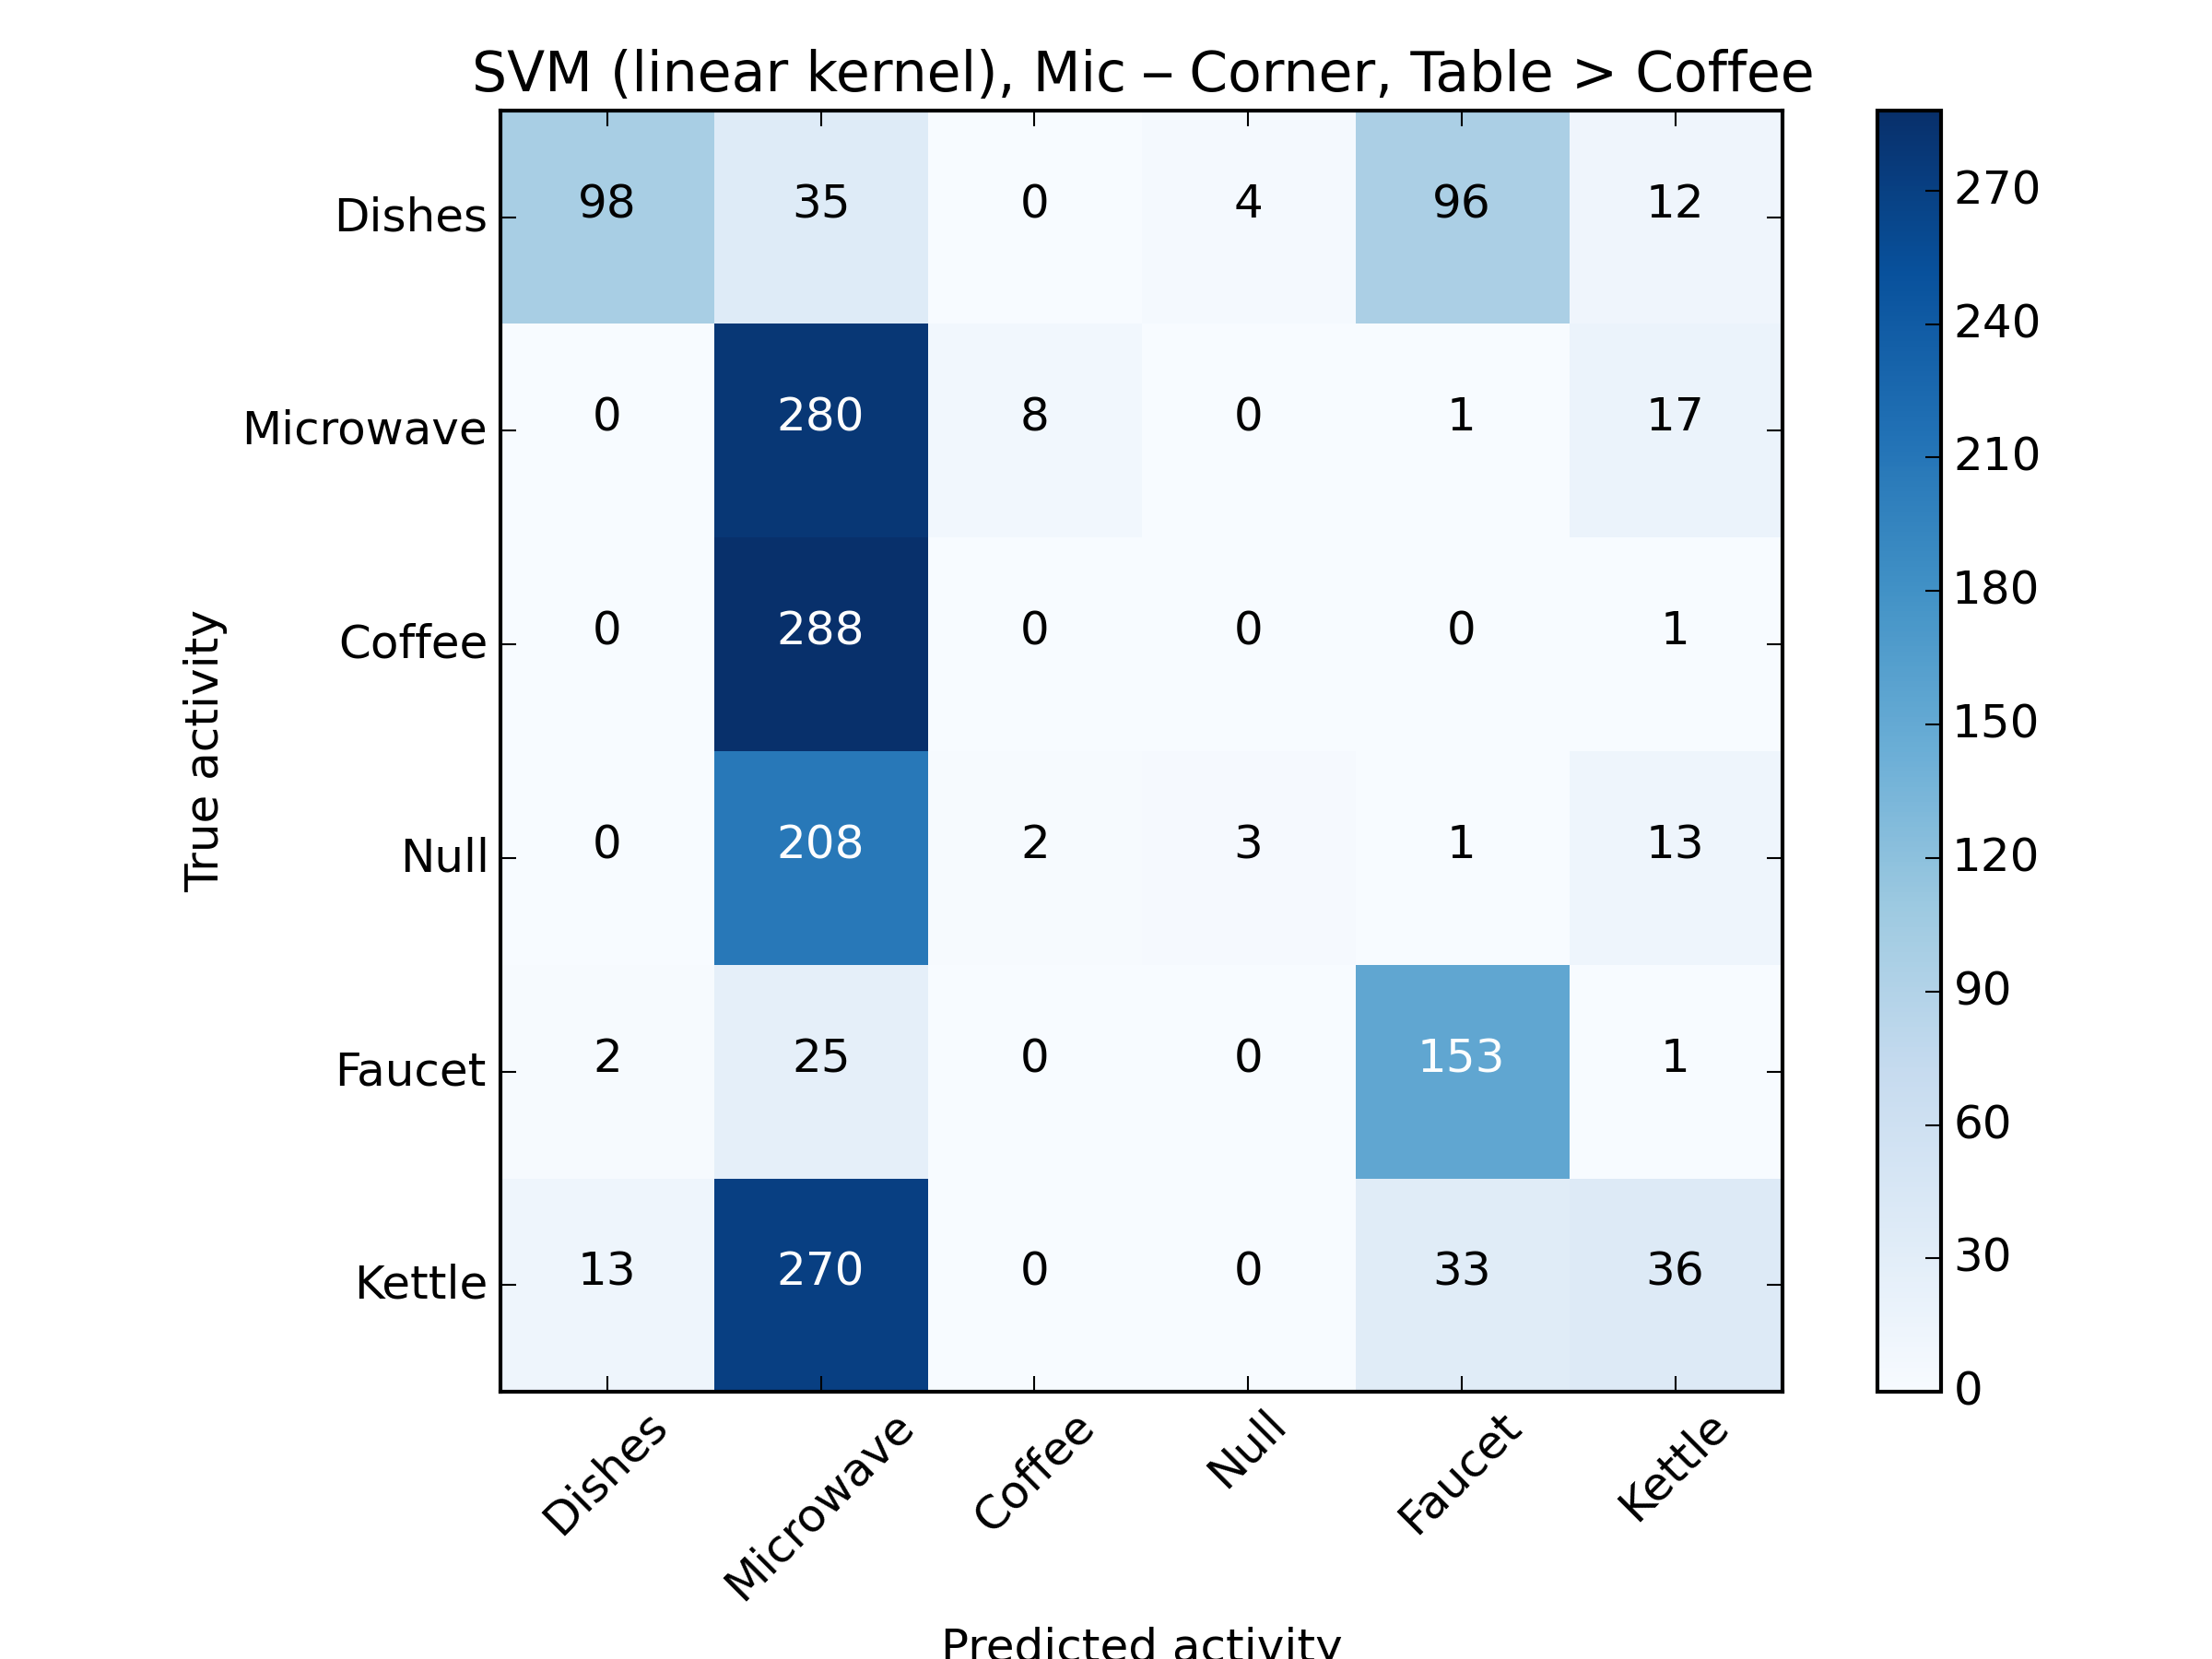 SVM (linear kernel), Mic – Corner, Table > Coffee
Dishes 98 35 0 4 96 12
Microwave 0 280 8 0 1 17
Coffee 0 288 0 0 0 1
Null 0 208 2 3 1 13
Faucet 2 25 0 0 153 1
Kettle 13 270 0 0 33 36
True activity
Dishes Microwave Coffee Null Faucet Kettle
Predicted activity
270
240
210
180
150
120
90
60
30
0